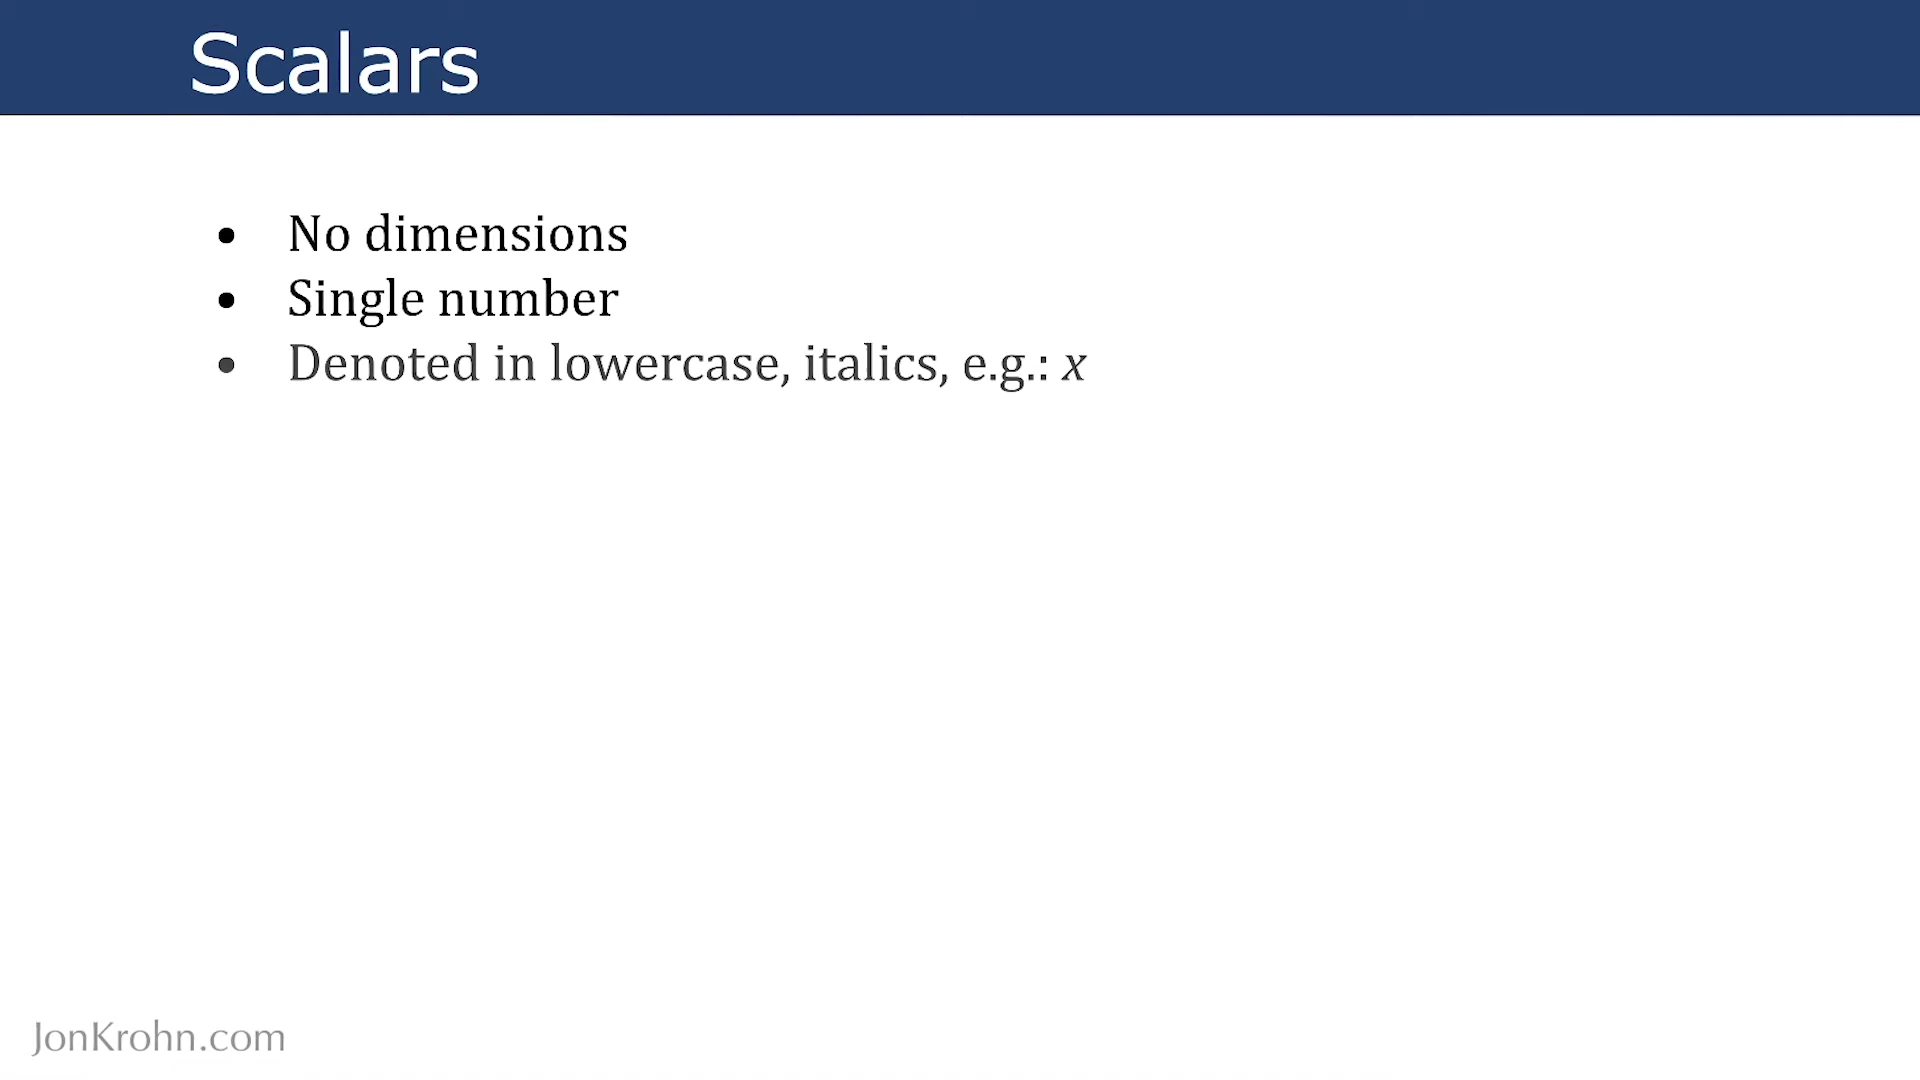 Scalars
• No dimensions
• Single number
• Denoted in lowercase, italics, e.g.: x
JonKrohn.com